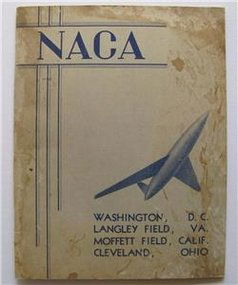 NACA
WASHINGTON, D. C.
LANGLEY FIELD, VA.
MOFFETT FIELD, CALIF.
CLEVELAND, OHIO